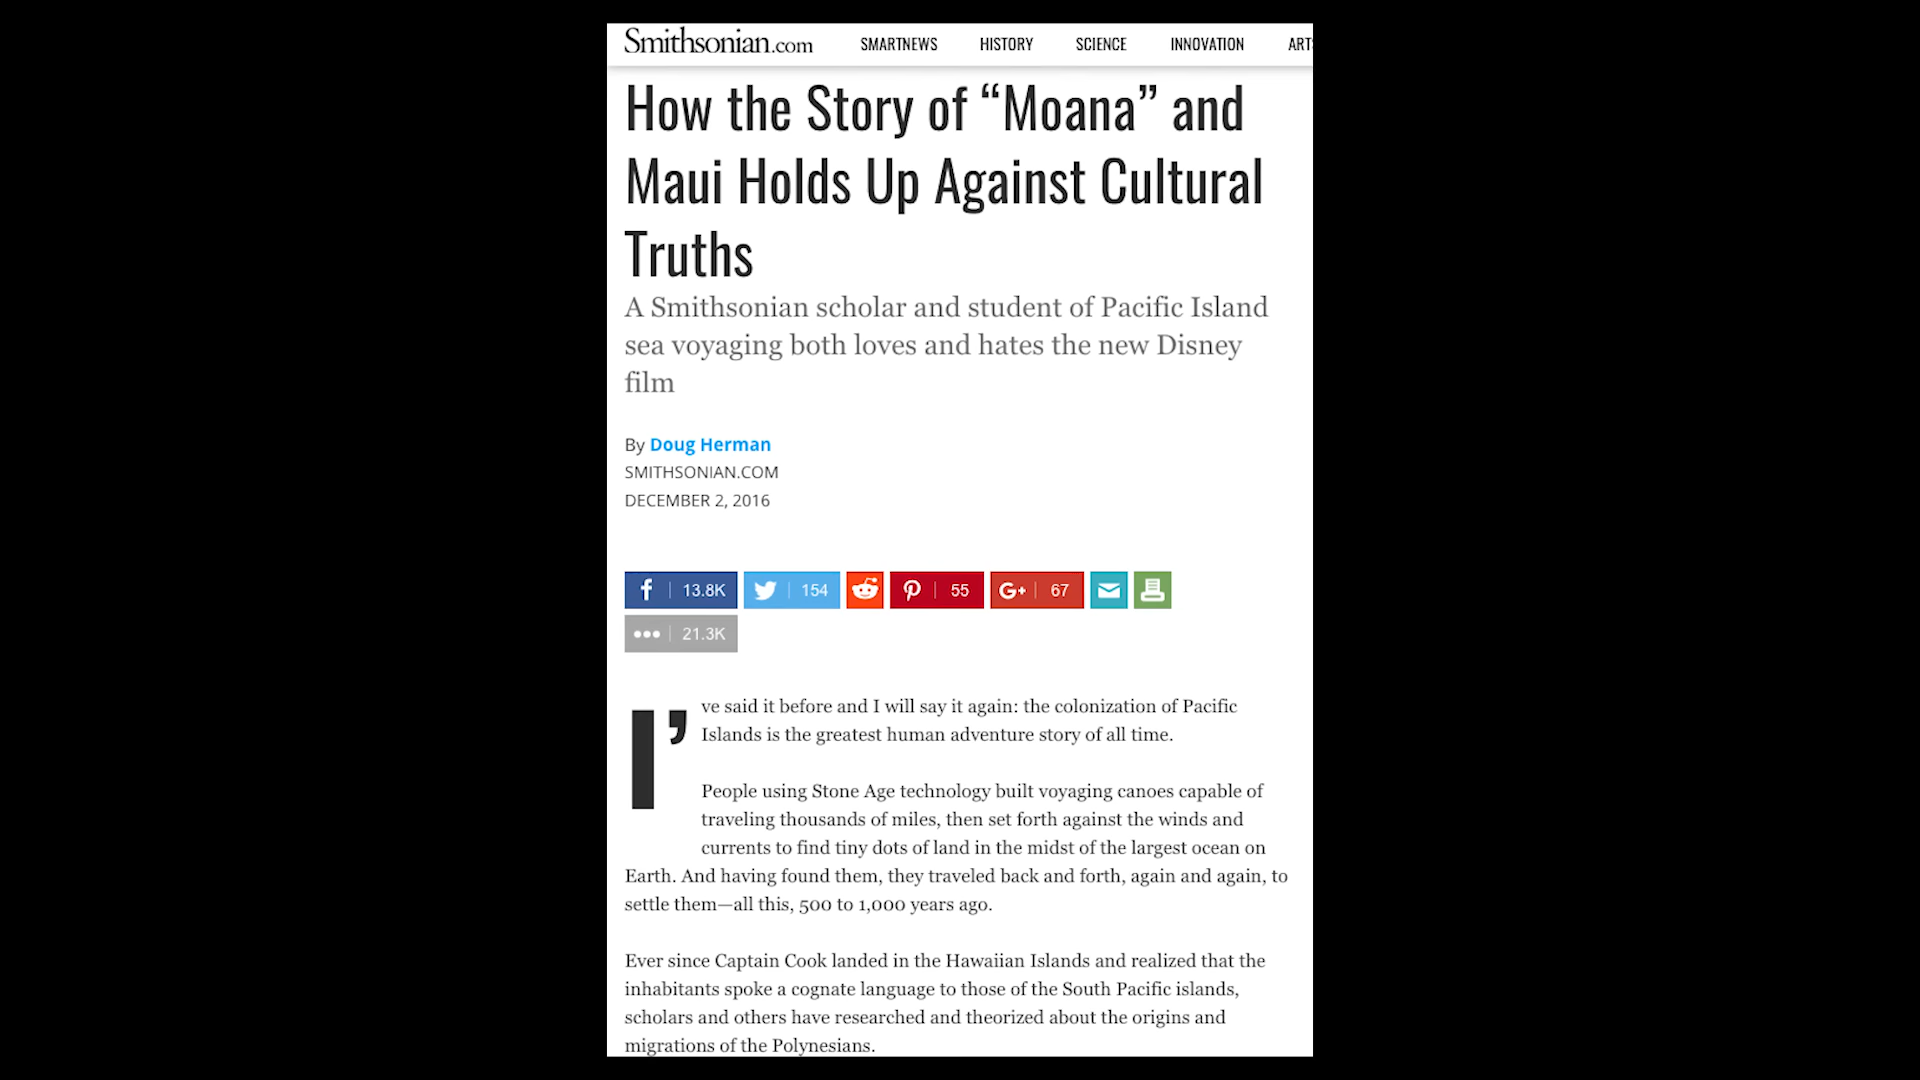 Smithsonian.com SMARTNEWS HISTORY SCIENCE INNOVATION ART
How the Story of “Moana” and
Maui Holds Up Against Cultural
Truths
A Smithsonian scholar and student of Pacific Island
sea voyaging both loves and hates the new Disney
film
By Doug Herman
SMITHSONIAN.COM
DECEMBER 2, 2016
13.8K 154 55 G+ 67
21.3K
I’ve said it before and I will say it again: the colonization of Pacific
Islands is the greatest human adventure story of all time.
People using Stone Age technology built voyaging canoes capable of
traveling thousands of miles, then set forth against the winds and
currents to find tiny dots of land in the midst of the largest ocean on
Earth. And having found them, they traveled back and forth, again and again, to
settle them—all this, 500 to 1,000 years ago.
Ever since Captain Cook landed in the Hawaiian Islands and realized that the
inhabitants spoke a cognate language to those of the South Pacific islands,
scholars and others have researched and theorized about the origins and
migrations of the Polynesians.